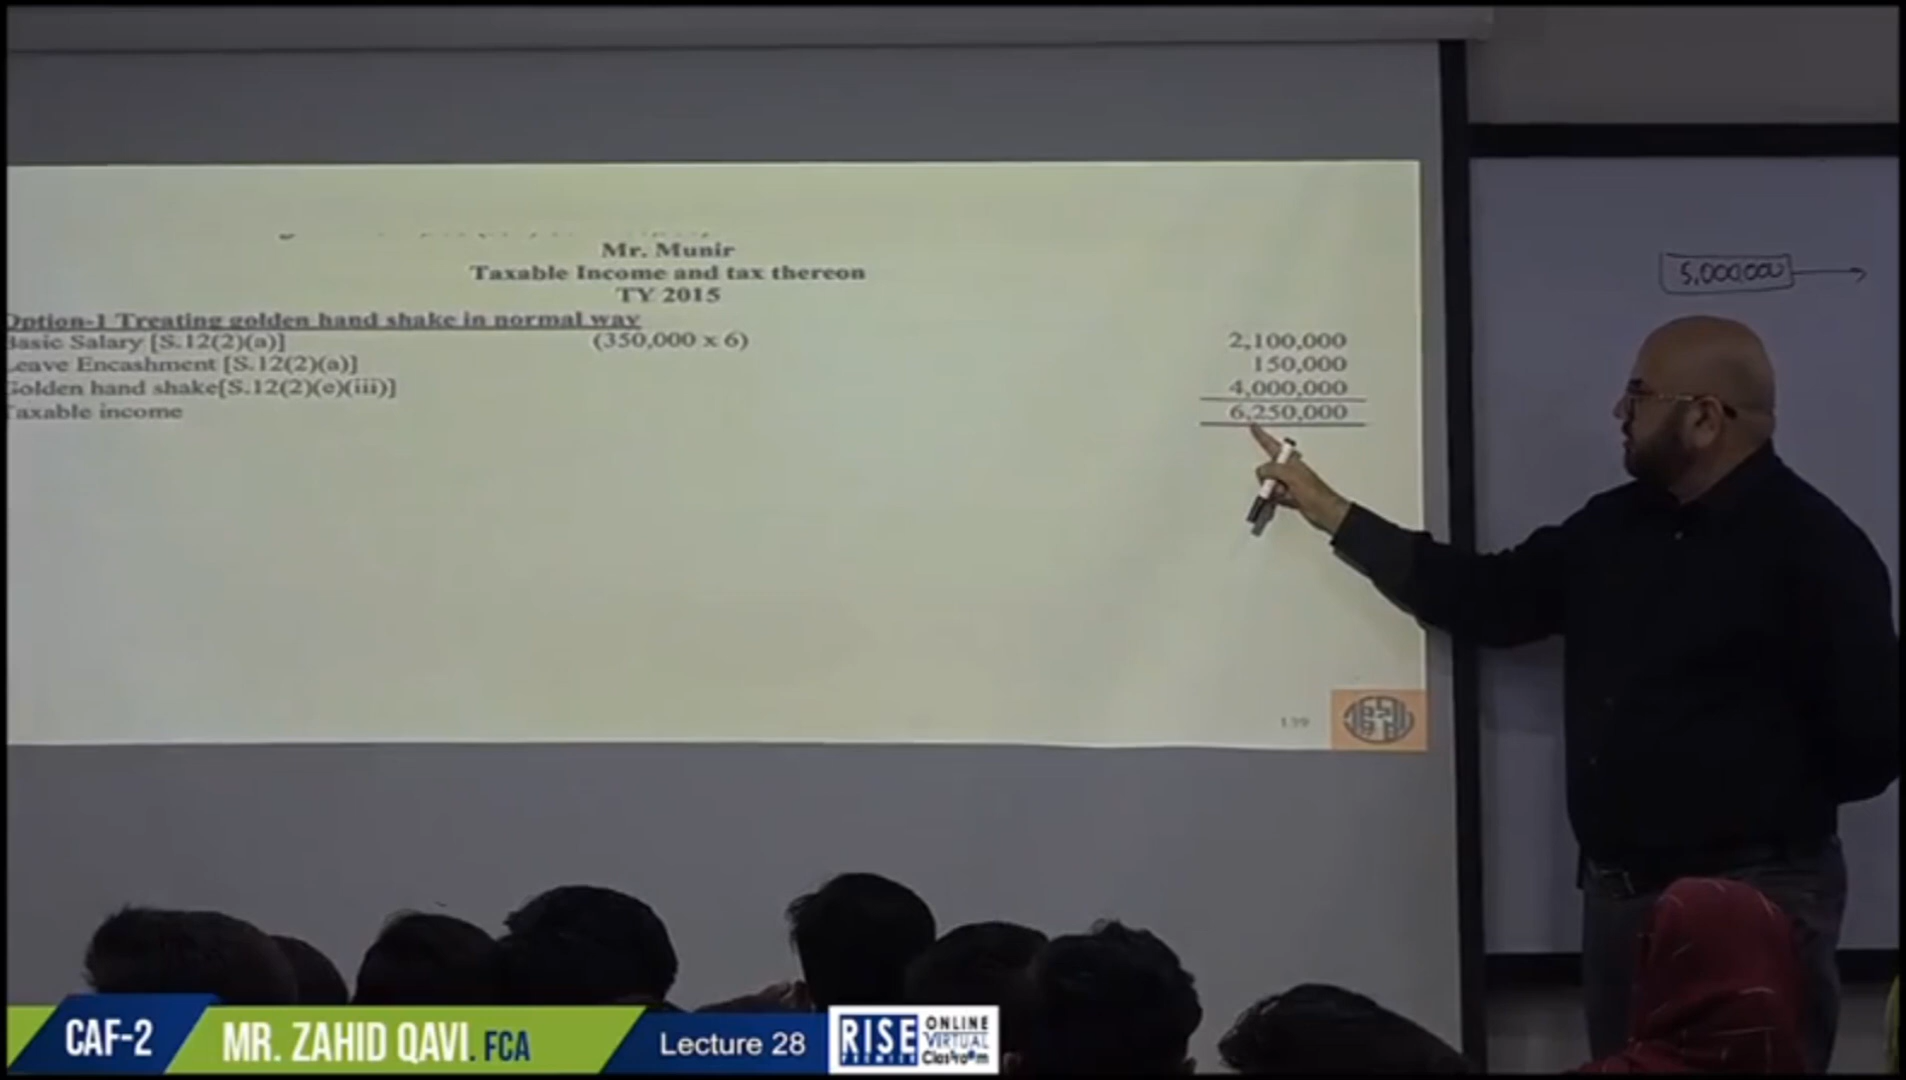 Mr. Munir
Taxable Income and tax thereon
TY 2015
Option-1 Treating golden hand shake in normal way
Basic Salary [S.12(2)(a)] (350,000 x 6) 2,100,000
Leave Encashment [S.12(2)(a)] 150,000
Golden hand shake[S.12(2)(e)(iii)] 4,000,000
Taxable income 6,250,000
5,000,000
CAF-2
MR. ZAHID QAVI. FCA
Lecture 28
RISE
PREMIER
ONLINE
VIRTUAL
Classroom